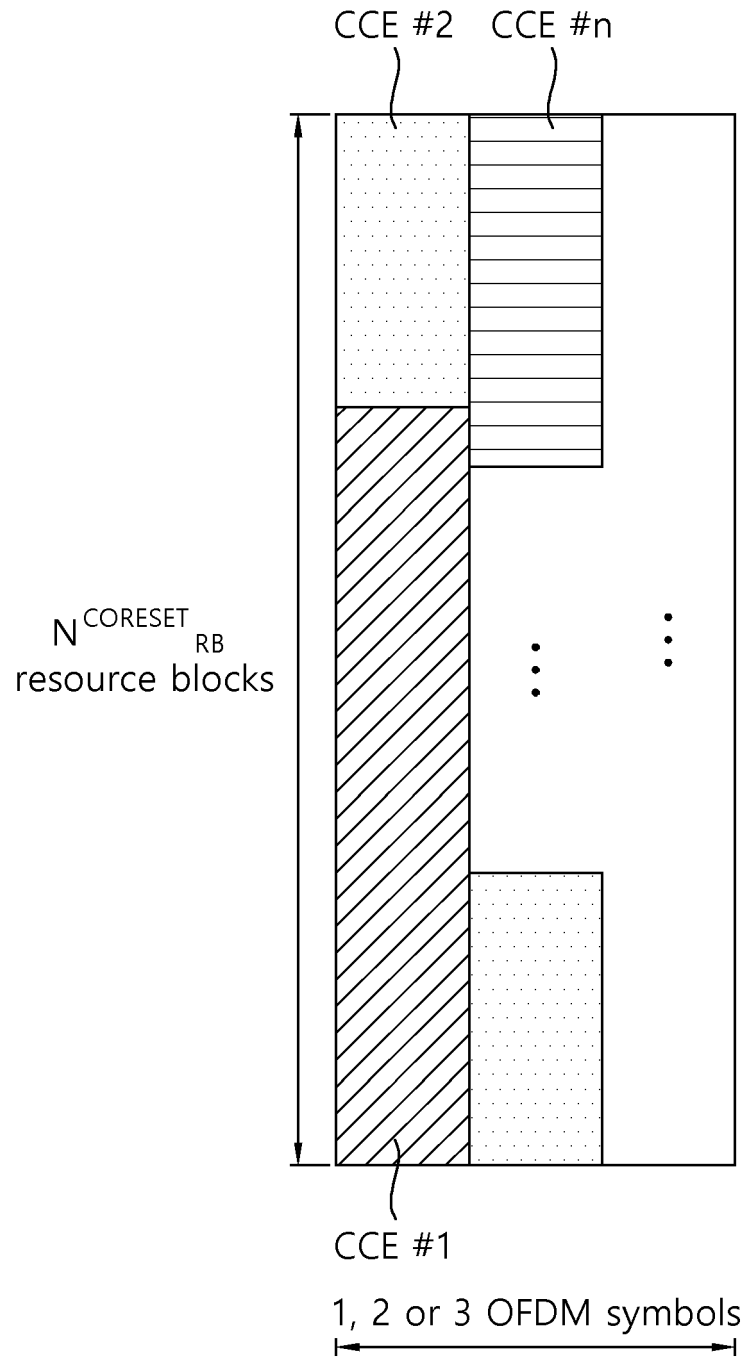 CCE #2 CCE #n
N^CORESET_RB
resource blocks
CCE #1
1, 2 or 3 OFDM symbols